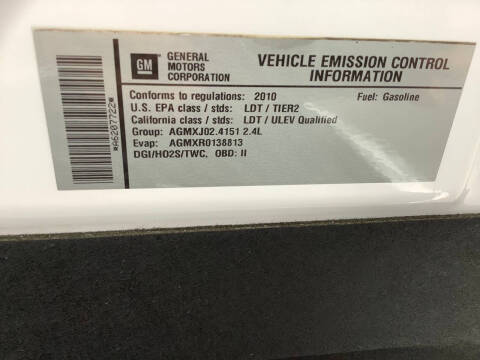 GM
GENERAL
MOTORS
CORPORATION
VEHICLE EMISSION CONTROL
INFORMATION
Conforms to regulations: 2010 Fuel: Gasoline
U.S. EPA class / stds: LDT / TIER2
California class / stds: LDT / ULEV Qualified
Group: AGMXJ02.4151 2.4L
Evap: AGMXR0138813
DGI/HO2S/TWC, OBD: II
*A6207722W*